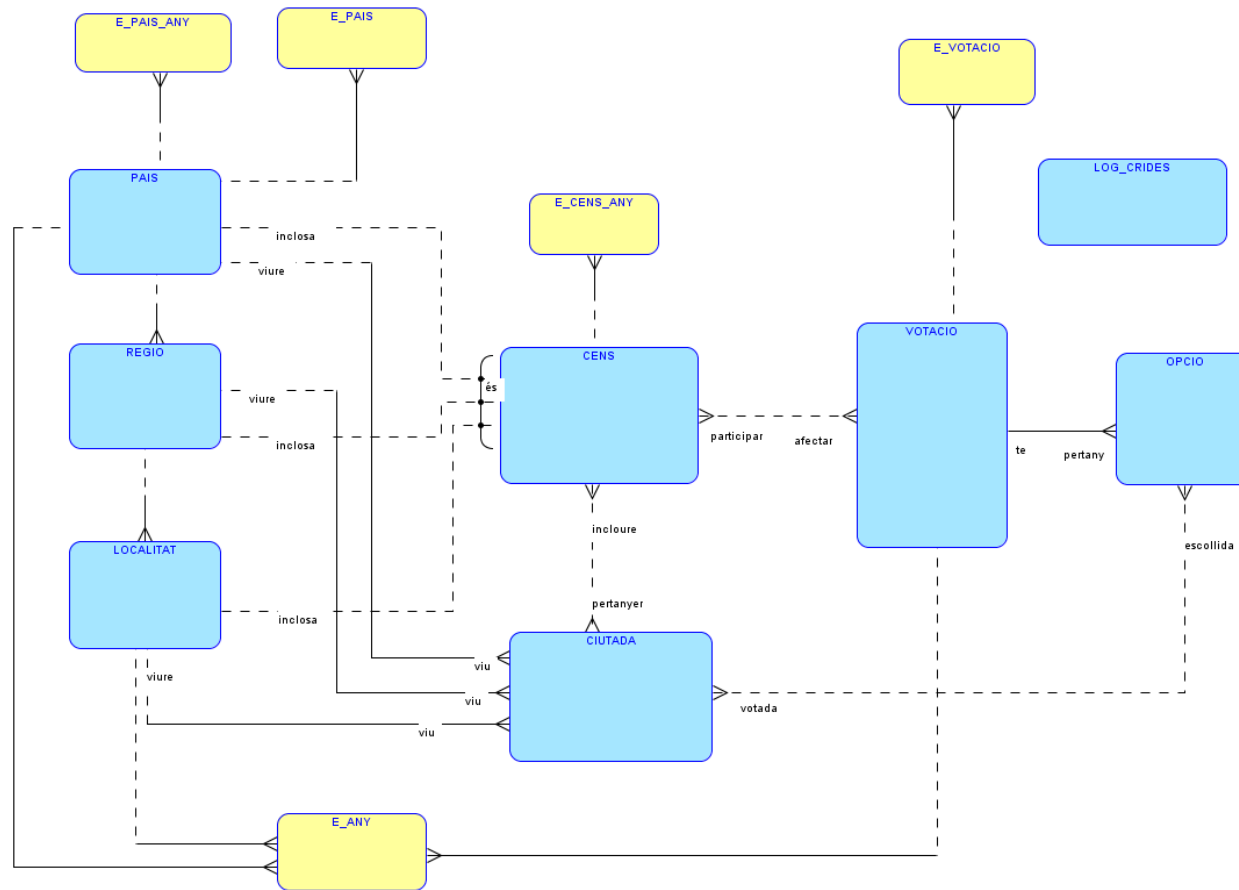 E_PAIS_ANY
E_PAIS
E_VOTACIO
PAIS
LOG_CRIDES
E_CENS_ANY
inclosa
viure
REGIO
CENS
VOTACIO
OPCIO
és
viure
participar
afectar
te
pertany
inclosa
incloure
LOCALITAT
escollida
pertanyer
inclosa
CIUTADA
viure
viu
viu
votada
viu
E_ANY